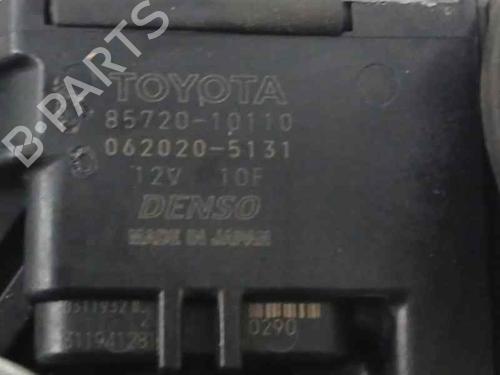 B-PARTS
TOYOTA
85720-10110
062020-5131
12V 10F
DENSO
MADE IN JAPAN
0290